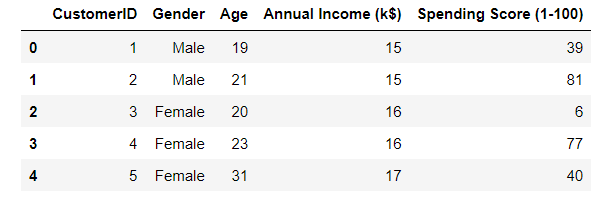 CustomerID Gender Age Annual Income (k$) Spending Score (1-100)
0 1 Male 19 15 39
1 2 Male 21 15 81
2 3 Female 20 16 6
3 4 Female 23 16 77
4 5 Female 31 17 40